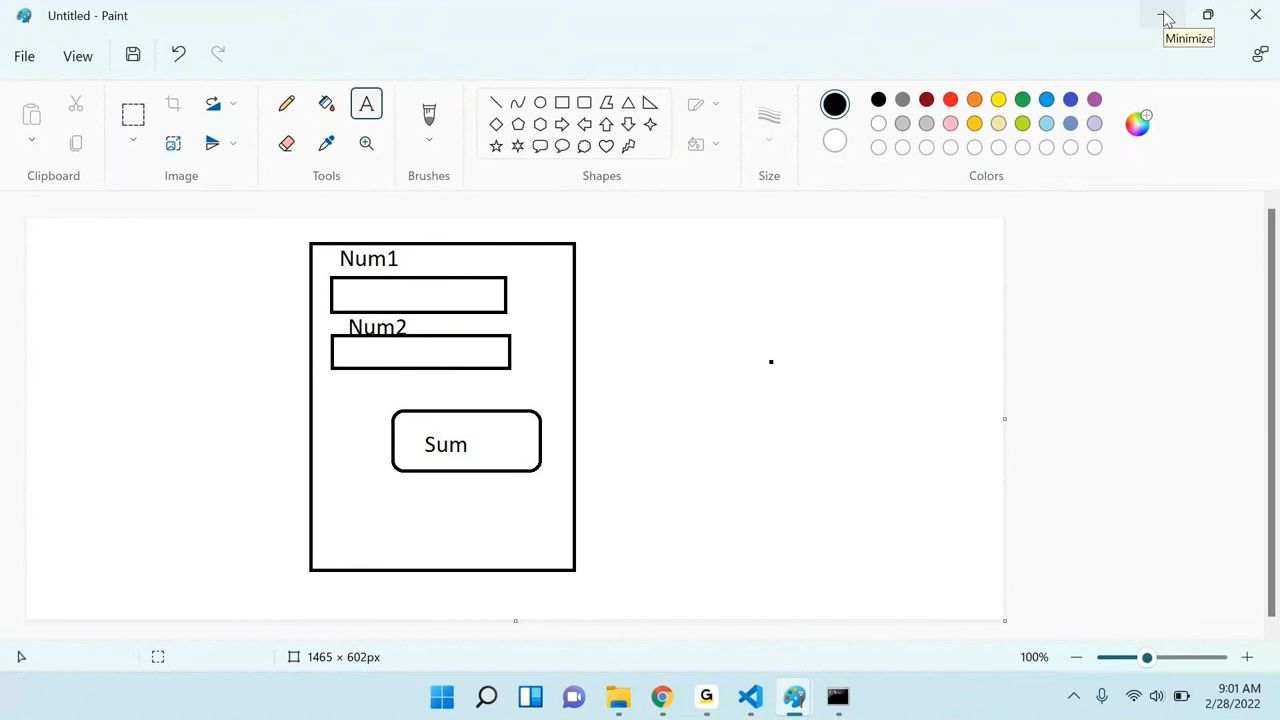 Untitled - Paint
Minimize
File
View
Clipboard
Image
Tools
Brushes
Shapes
Size
Colors
Num1
Num2
Sum
1465 × 602px
100%
9:01 AM
2/28/2022